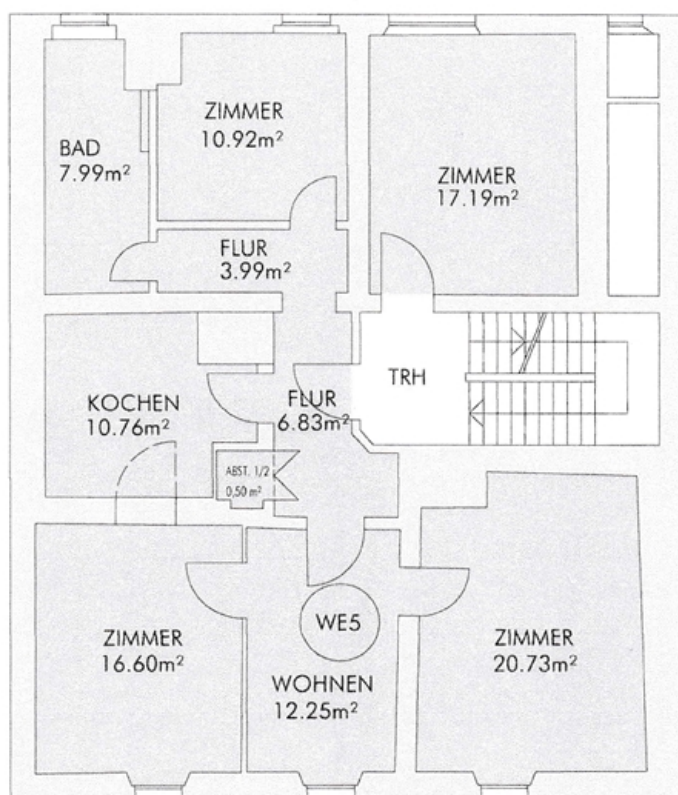 ZIMMER
10.92m²
BAD
7.99m²
ZIMMER
17.19m²
FLUR
3.99m²
KOCHEN
10.76m²
FLUR
6.83m²
TRH
ABST. 1/2
0,50 m²
ZIMMER
16.60m²
WE5
WOHNEN
12.25m²
ZIMMER
20.73m²